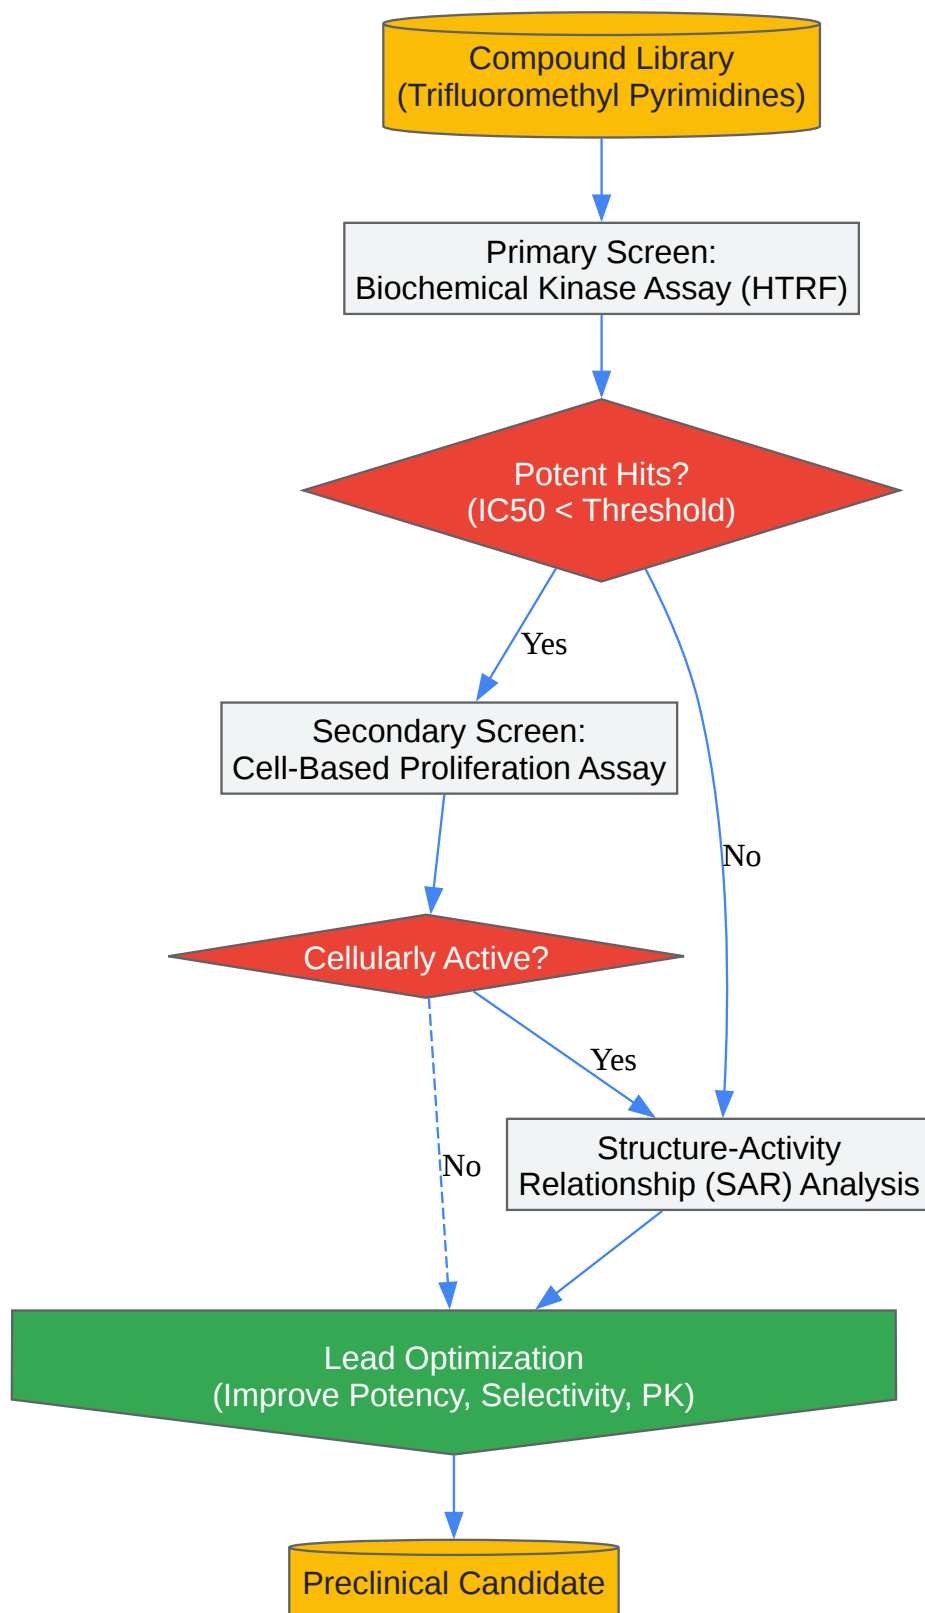 Compound Library
(Trifluoromethyl Pyrimidines)
Primary Screen:
Biochemical Kinase Assay (HTRF)
Potent Hits?
(IC50 < Threshold)
Yes
Secondary Screen:
Cell-Based Proliferation Assay
No
Cellularly Active?
Yes
Structure-Activity
Relationship (SAR) Analysis
No
Lead Optimization
(Improve Potency, Selectivity, PK)
Preclinical Candidate